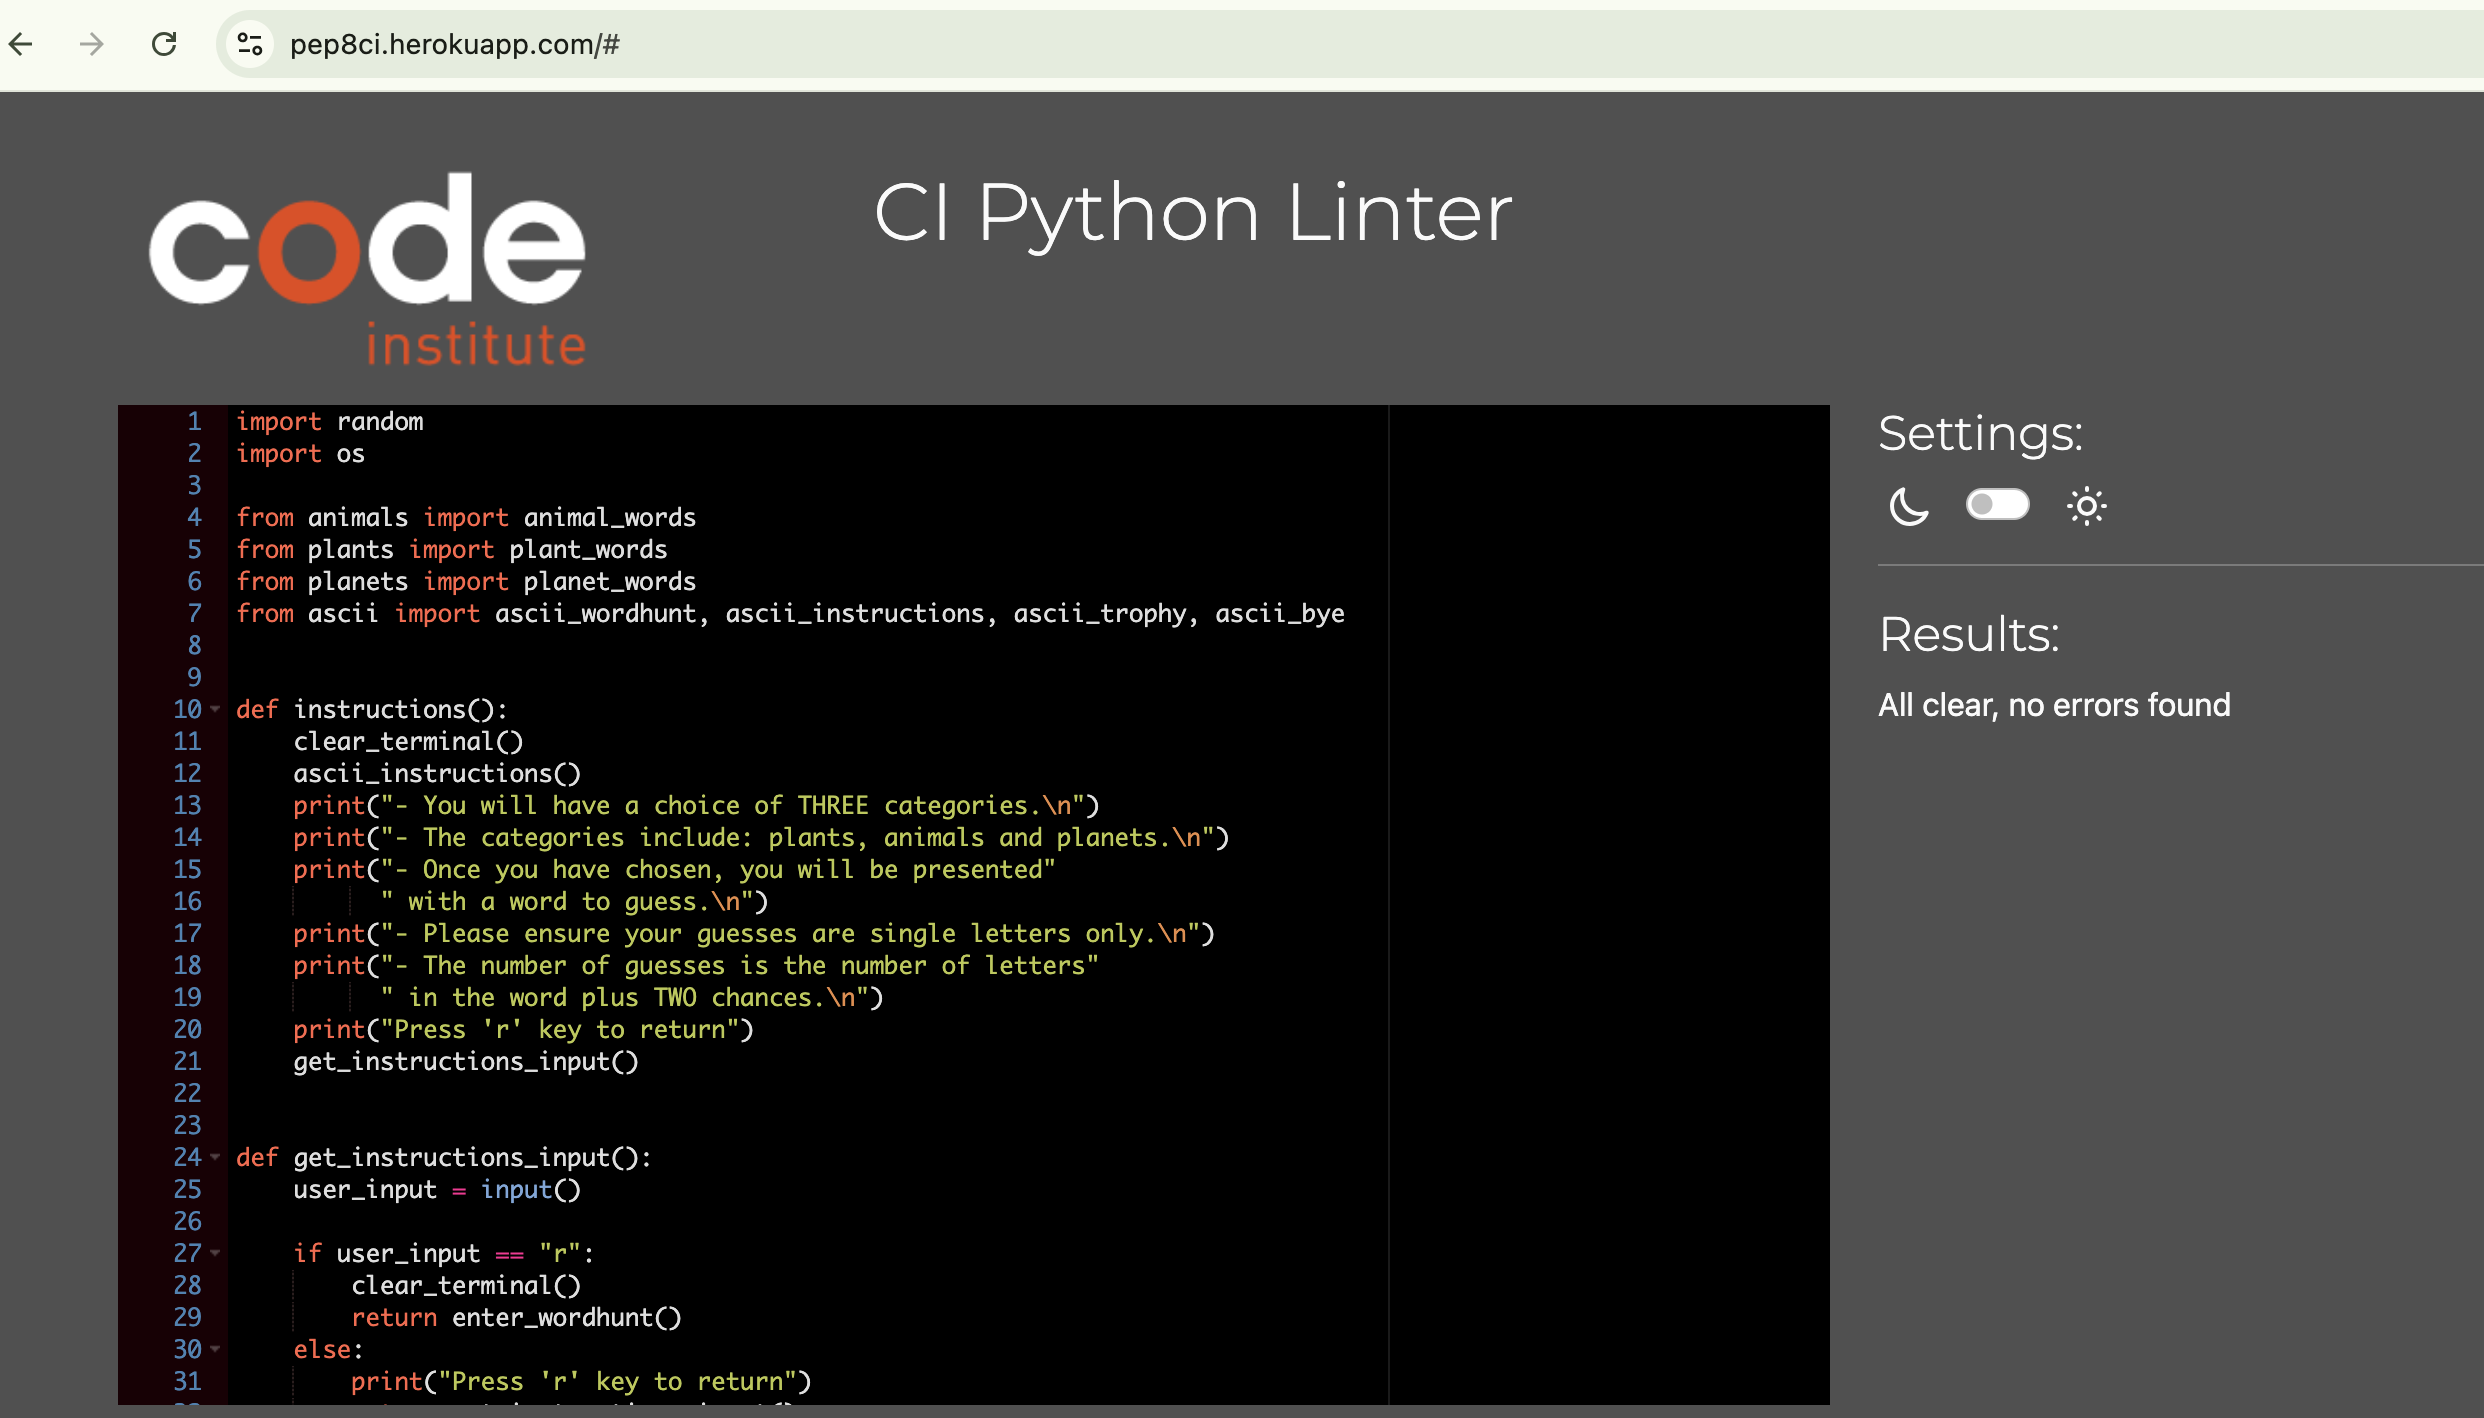 pep8ci.herokuapp.com/#
code
institute
CI Python Linter
1 import random
2 import os
3
4 from animals import animal_words
5 from plants import plant_words
6 from planets import planet_words
7 from ascii import ascii_wordhunt, ascii_instructions, ascii_trophy, ascii_bye
8
9
10 def instructions():
11     clear_terminal()
12     ascii_instructions()
13     print("- You will have a choice of THREE categories.\n")
14     print("- The categories include: plants, animals and planets.\n")
15     print("- Once you have chosen, you will be presented"
16           " with a word to guess.\n")
17     print("- Please ensure your guesses are single letters only.\n")
18     print("- The number of guesses is the number of letters"
19           " in the word plus TWO chances.\n")
20     print("Press 'r' key to return")
21     get_instructions_input()
22
23
24 def get_instructions_input():
25     user_input = input()
26
27     if user_input == "r":
28         clear_terminal()
29         return enter_wordhunt()
30     else:
31         print("Press 'r' key to return")
Settings:
Results:
All clear, no errors found